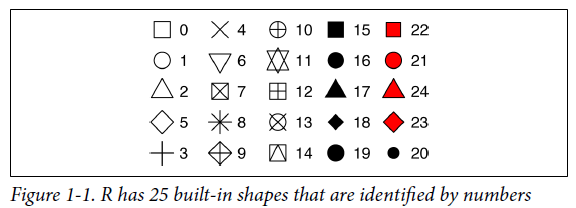 0 4 10 15 22
1 6 11 16 21
2 7 12 17 24
5 8 13 18 23
3 9 14 19 20
Figure 1-1. R has 25 built-in shapes that are identified by numbers